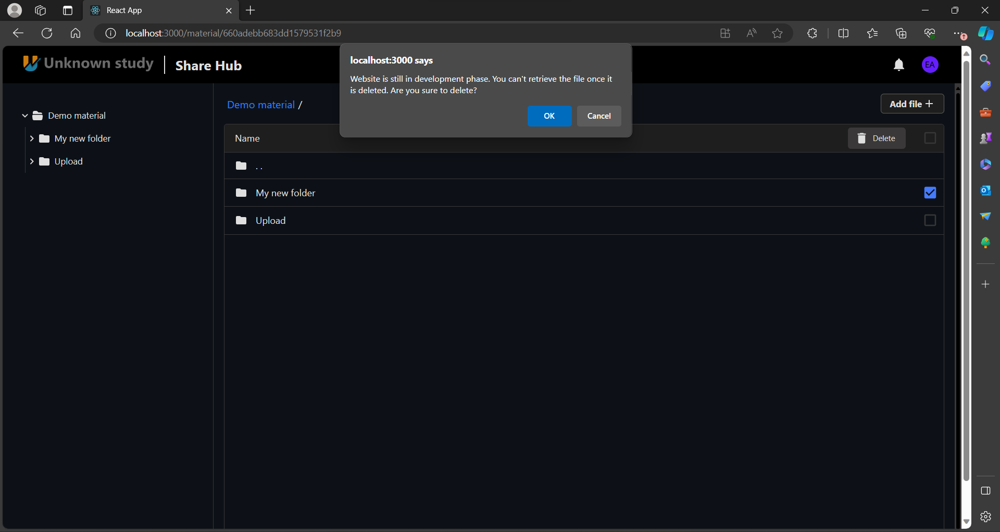 React App
localhost:3000/material/660adebb683dd1579531f2b9
Unknown study | Share Hub
EA
localhost:3000 says
Website is still in development phase. You can't retrieve the file once it
is deleted. Are you sure to delete?
OK Cancel
Demo material
My new folder
Upload
Demo material /
Add file +
Name Delete
..
My new folder
Upload